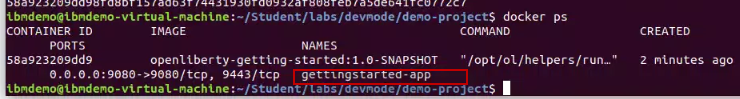 58a923209dd98fd8bf157ad63f74431930fd0932af808feb7a5de641fc0772c7
ibmdemo@ibmdemo-virtual-machine:~/Student/labs/devmode/demo-project$ docker ps
CONTAINER ID IMAGE COMMAND CREATED
PORTS NAMES
58a923209dd9 openliberty-getting-started:1.0-SNAPSHOT "/opt/ol/helpers/run…" 2 minutes ago
0.0.0.0:9080->9080/tcp, 9443/tcp gettingstarted-app
ibmdemo@ibmdemo-virtual-machine:~/Student/labs/devmode/demo-project$